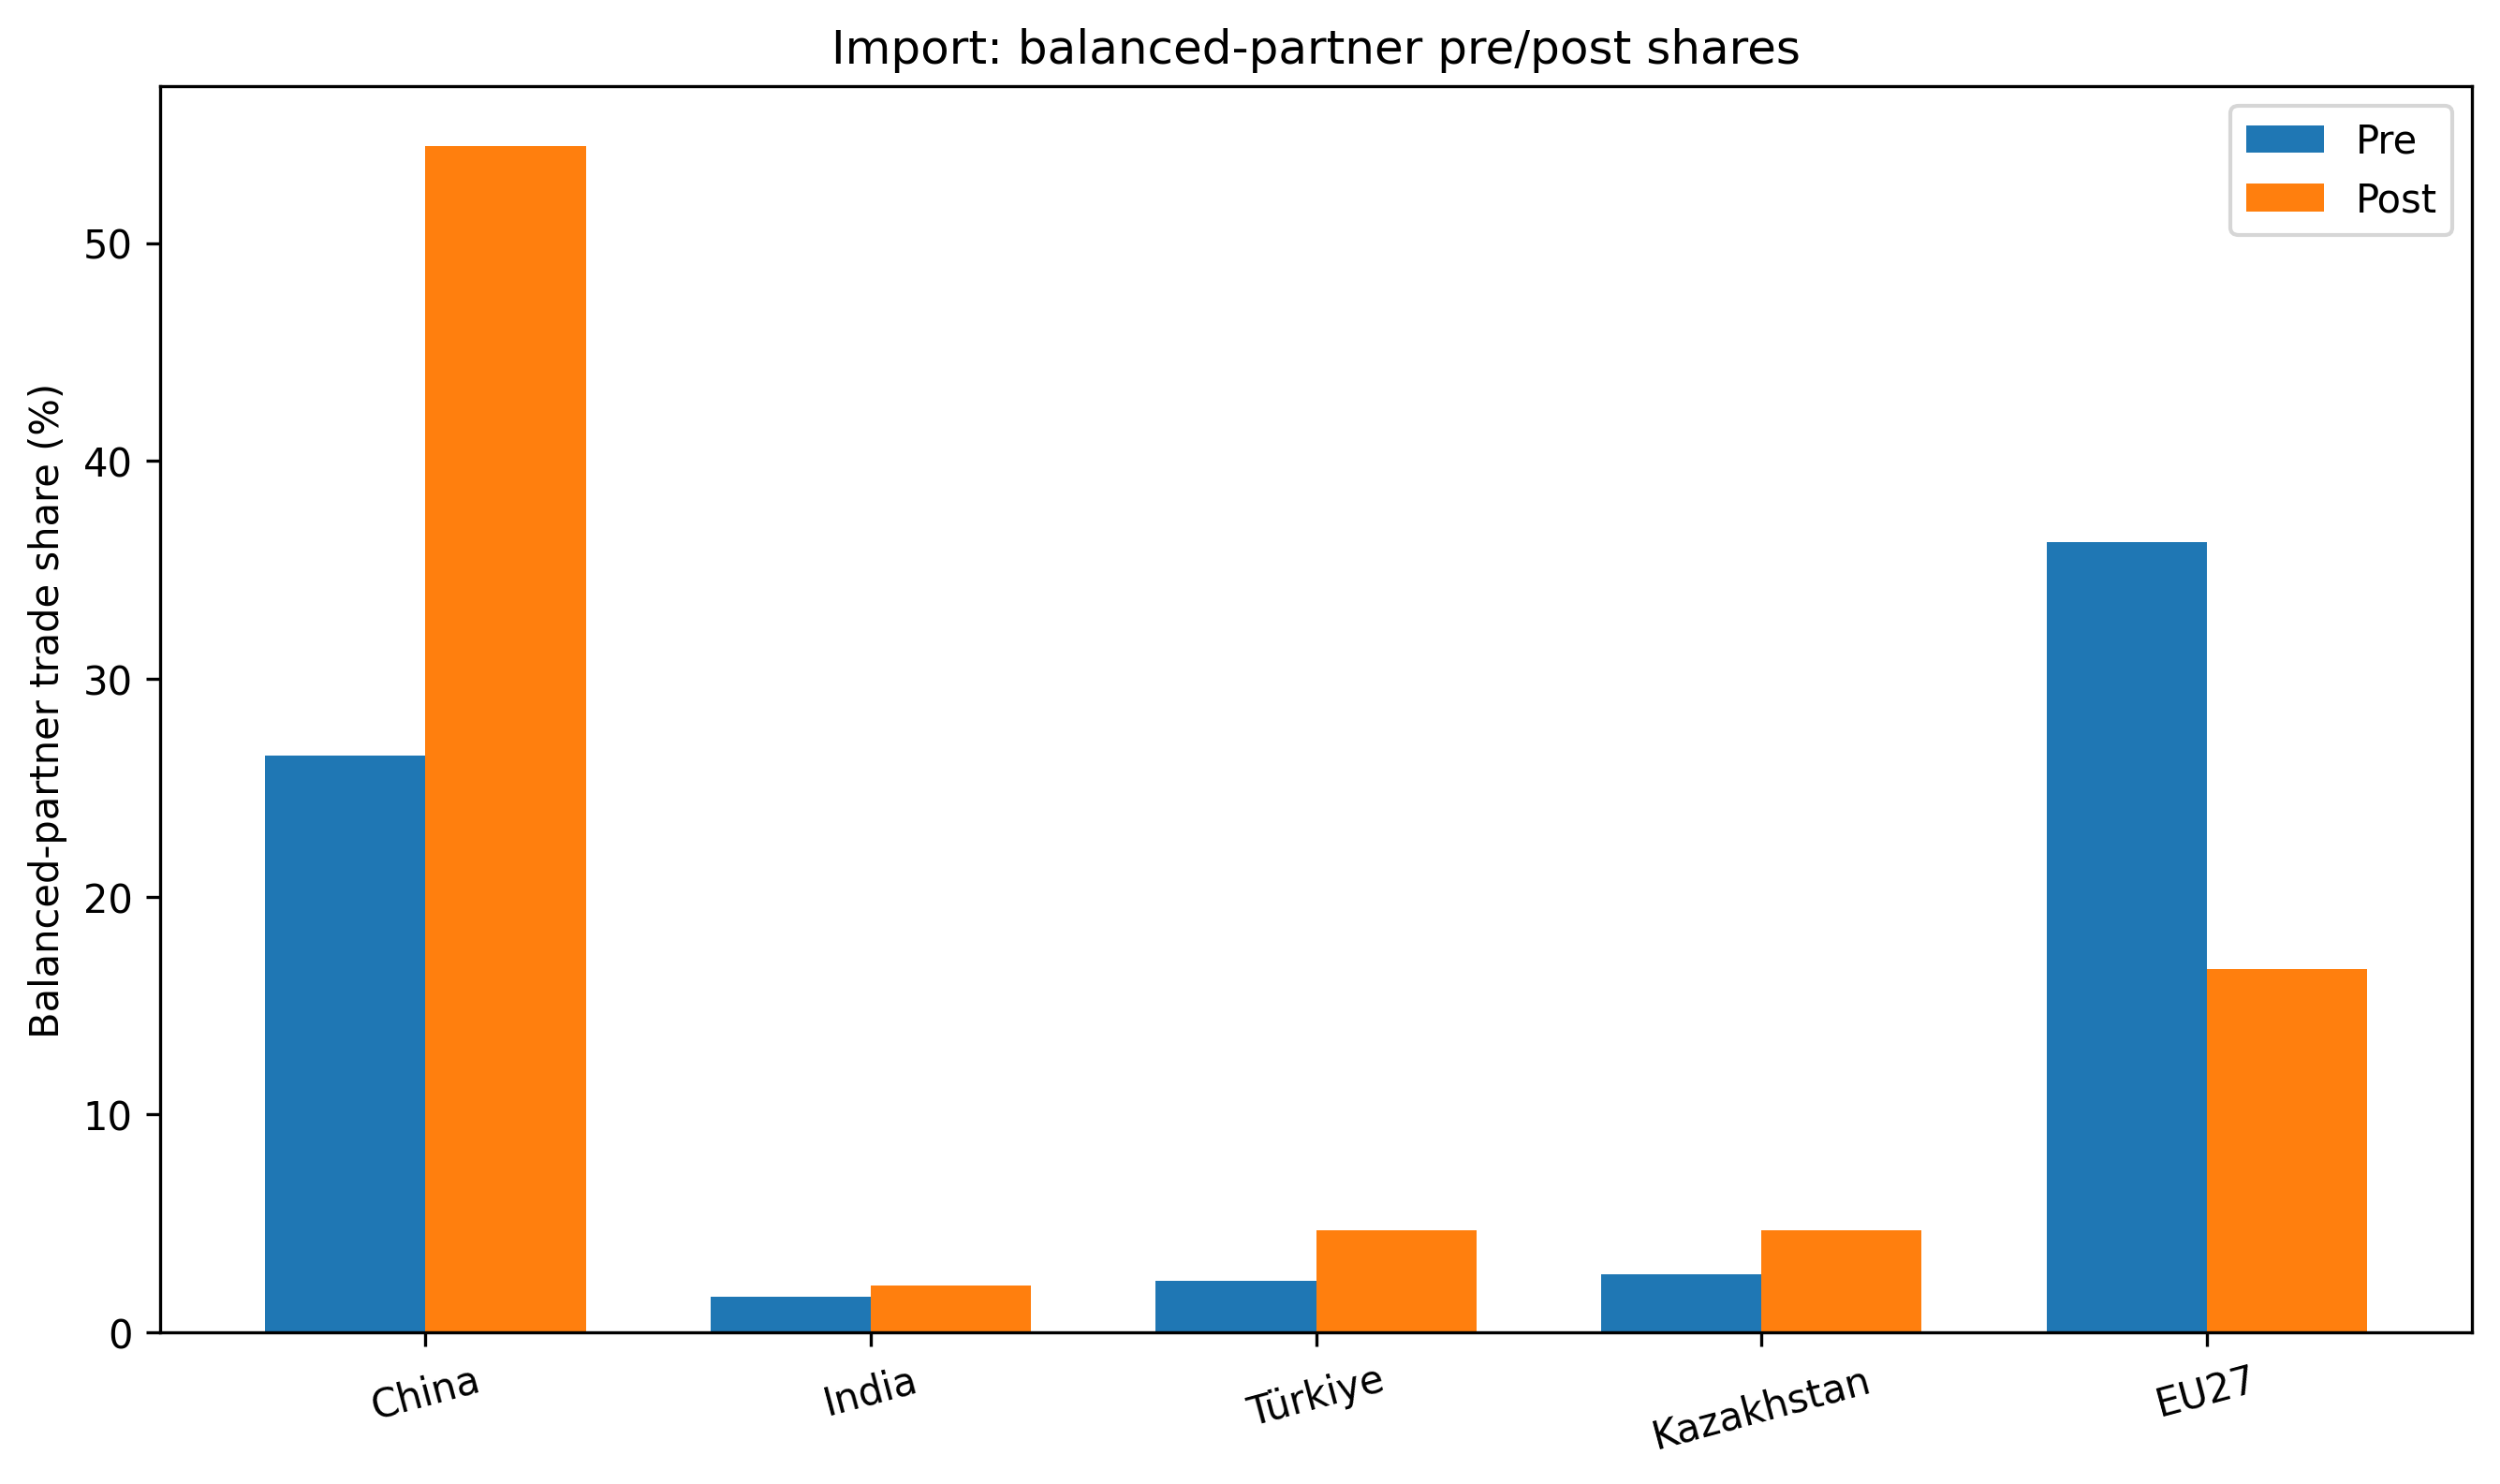 Import: balanced-partner pre/post shares
Pre
Post
Balanced-partner trade share (%)
50
40
30
20
10
0
China
India
Türkiye
Kazakhstan
EU27